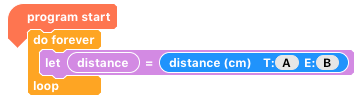 program start
do forever
let distance = distance (cm) T: A E: B
loop